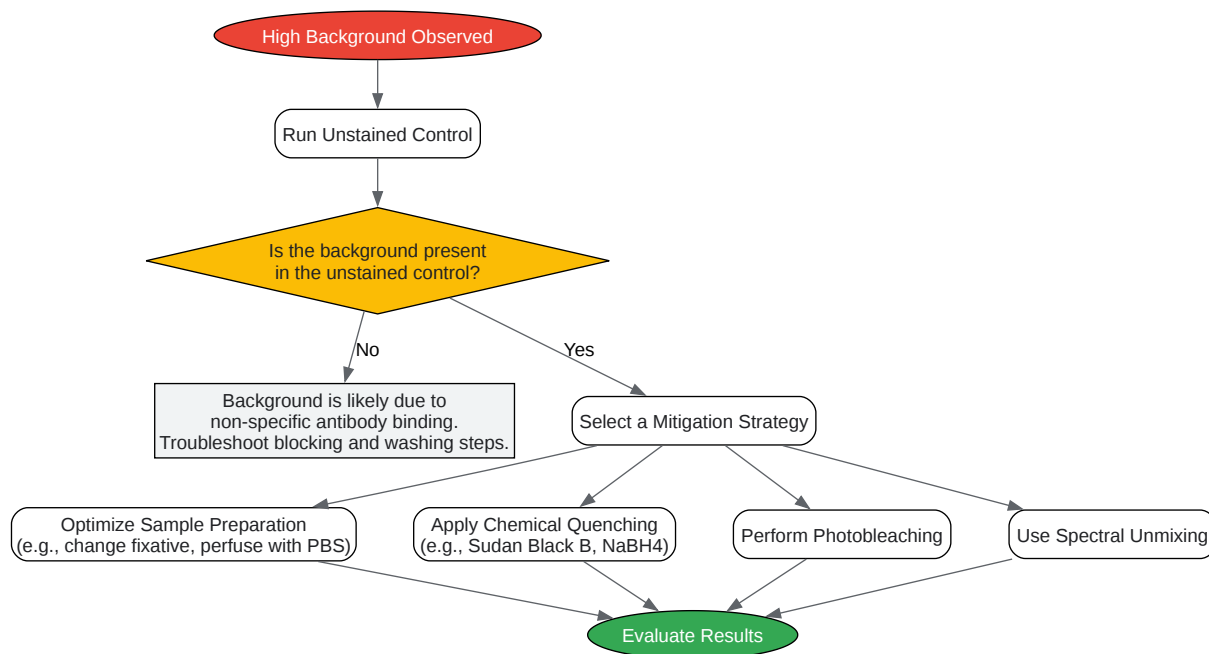 High Background Observed
Run Unstained Control
Is the background present
in the unstained control?
No
Yes
Background is likely due to
non-specific antibody binding.
Troubleshoot blocking and washing steps.
Select a Mitigation Strategy
Optimize Sample Preparation
(e.g., change fixative, perfuse with PBS)
Apply Chemical Quenching
(e.g., Sudan Black B, NaBH4)
Perform Photobleaching
Use Spectral Unmixing
Evaluate Results